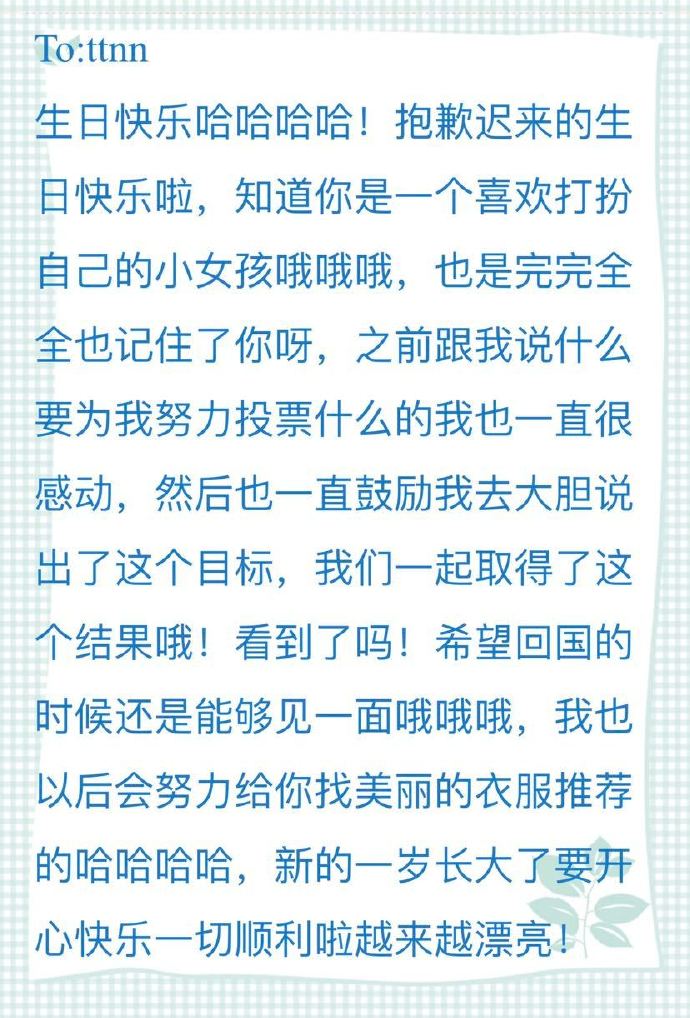 To:ttnn
生日快乐哈哈哈哈！抱歉迟来的生
日快乐啦，知道你是一个喜欢打扮
自己的小女孩哦哦哦，也是完完全
全也记住了你呀，之前跟我说什么
要为我努力投票什么的我也一直很
感动，然后也一直鼓励我去大胆说
出了这个目标，我们一起取得了这
个结果哦！看到了吗！希望回国的
时候还是能够见一面哦哦哦，我也
以后会努力给你找美丽的衣服推荐
的哈哈哈哈，新的一岁长大了要开
心快乐一切顺利啦越来越漂亮！